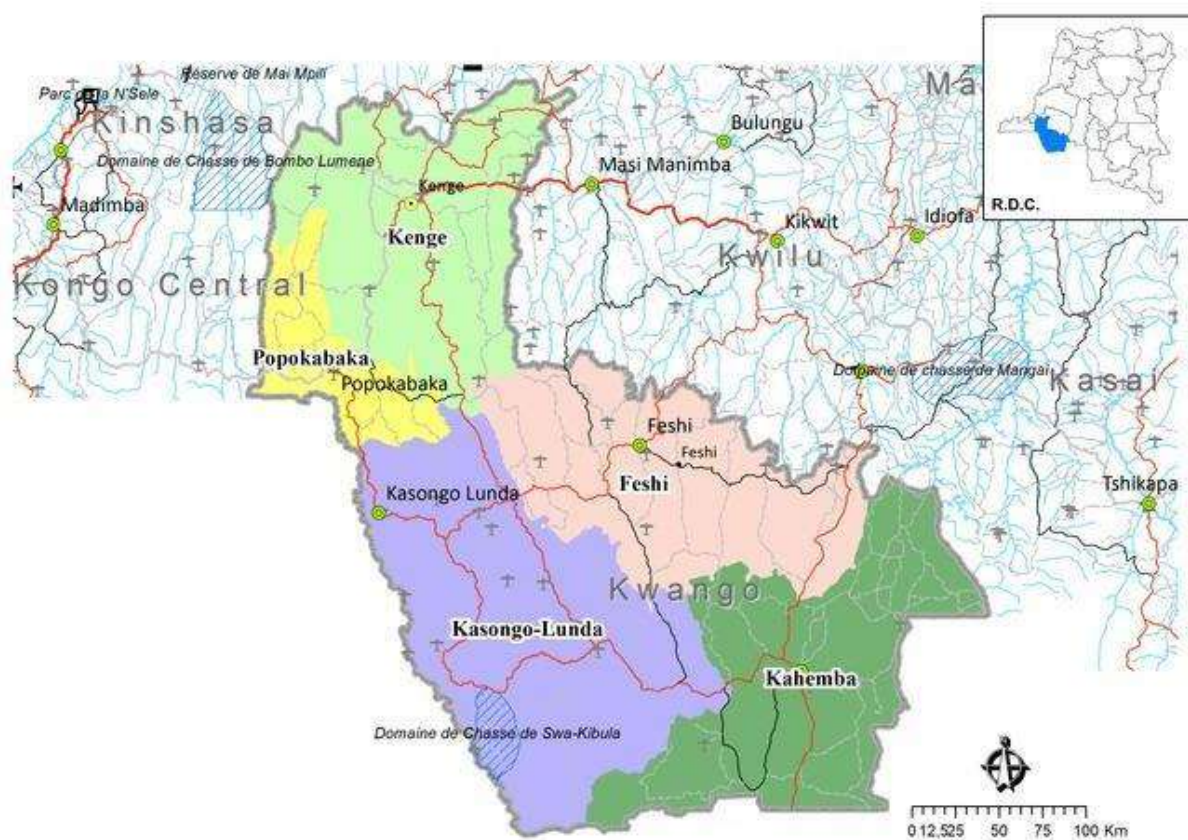 Réserve de Mai Mpili
Parc de la N'Sele
Kinshasa
Domaine de Chasse de Bombo Lumene
Madimba
Kongo Central
Ma
Bulungu
Masi Manimba
Kenge
Kenge
Kikwit
Idiofa
Kwilu
R.D.C.
Popokabaka
Popokabaka
Domaine de chasse de Mangai
Kasai
Feshi
Feshi
Feshi
Kasongo Lunda
Tshikapa
Kwango
Kasongo-Lunda
Kahemba
Domaine de Chasse de Swa-Kibula
0 12,525 50 75 100 Km